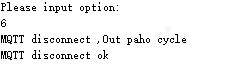 Please input option:
6
MQTT disconnect ,Out paho cycle
MQTT disconnect ok